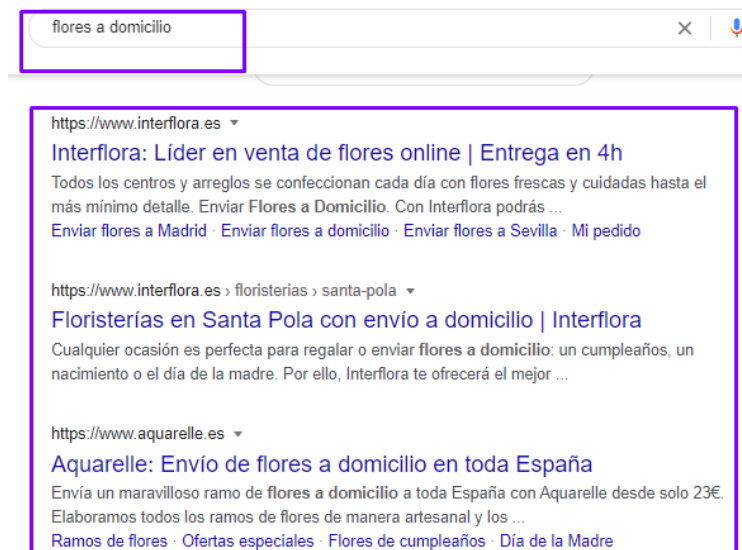 flores a domicilio
https://www.interflora.es
Interflora: Líder en venta de flores online | Entrega en 4h
Todos los centros y arreglos se confeccionan cada día con flores frescas y cuidadas hasta el
más mínimo detalle. Enviar Flores a Domicilio. Con Interflora podrás ...
Enviar flores a Madrid · Enviar flores a domicilio · Enviar flores a Sevilla · Mi pedido
https://www.interflora.es › floristerias › santa-pola
Floristerías en Santa Pola con envío a domicilio | Interflora
Cualquier ocasión es perfecta para regalar o enviar flores a domicilio: un cumpleaños, un
nacimiento o el día de la madre. Por ello, Interflora te ofrecerá el mejor ...
https://www.aquarelle.es
Aquarelle: Envío de flores a domicilio en toda España
Envía un maravilloso ramo de flores a domicilio a toda España con Aquarelle desde solo 23€.
Elaboramos todos los ramos de flores de manera artesanal y los ...
Ramos de flores · Ofertas especiales · Flores de cumpleaños · Día de la Madre